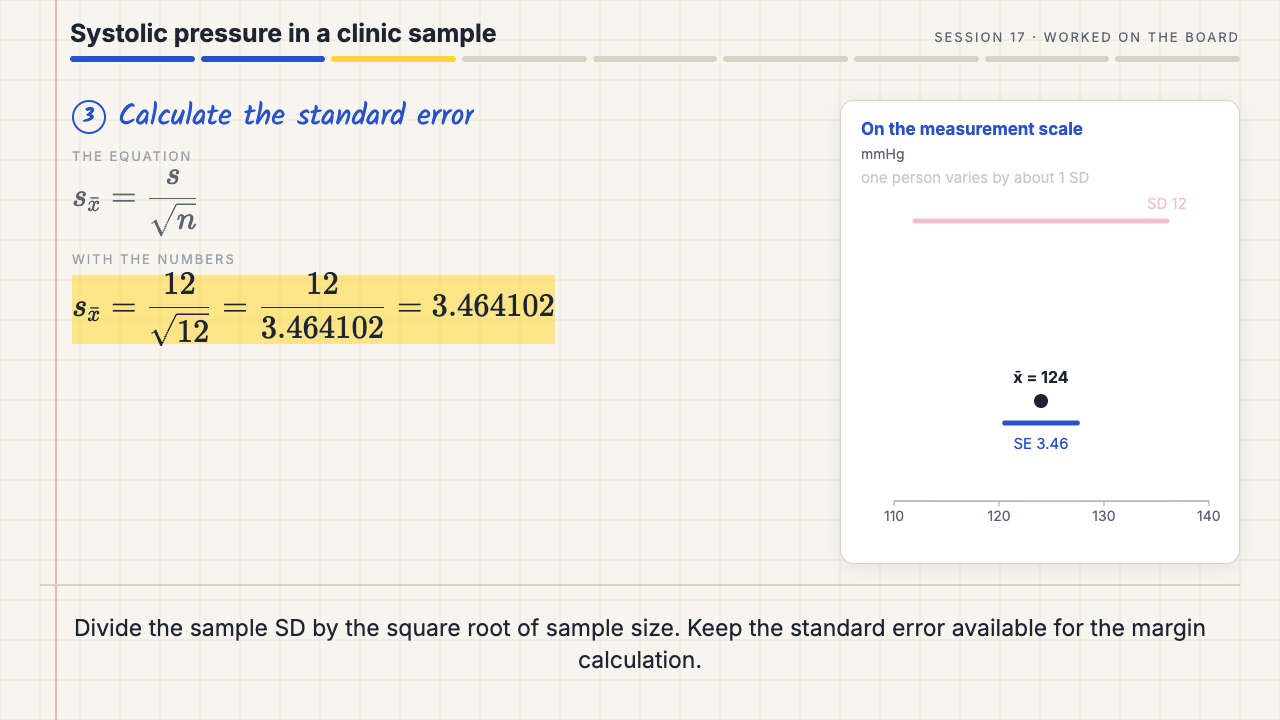 Systolic pressure in a clinic sample
SESSION 17 · WORKED ON THE BOARD
3 Calculate the standard error
THE EQUATION
s_x̄ = s / √n
WITH THE NUMBERS
s_x̄ = 12 / √12 = 12 / 3.464102 = 3.464102
On the measurement scale
mmHg
one person varies by about 1 SD
SD 12
x̄ = 124
SE 3.46
110 120 130 140
Divide the sample SD by the square root of sample size. Keep the standard error available for the margin
calculation.